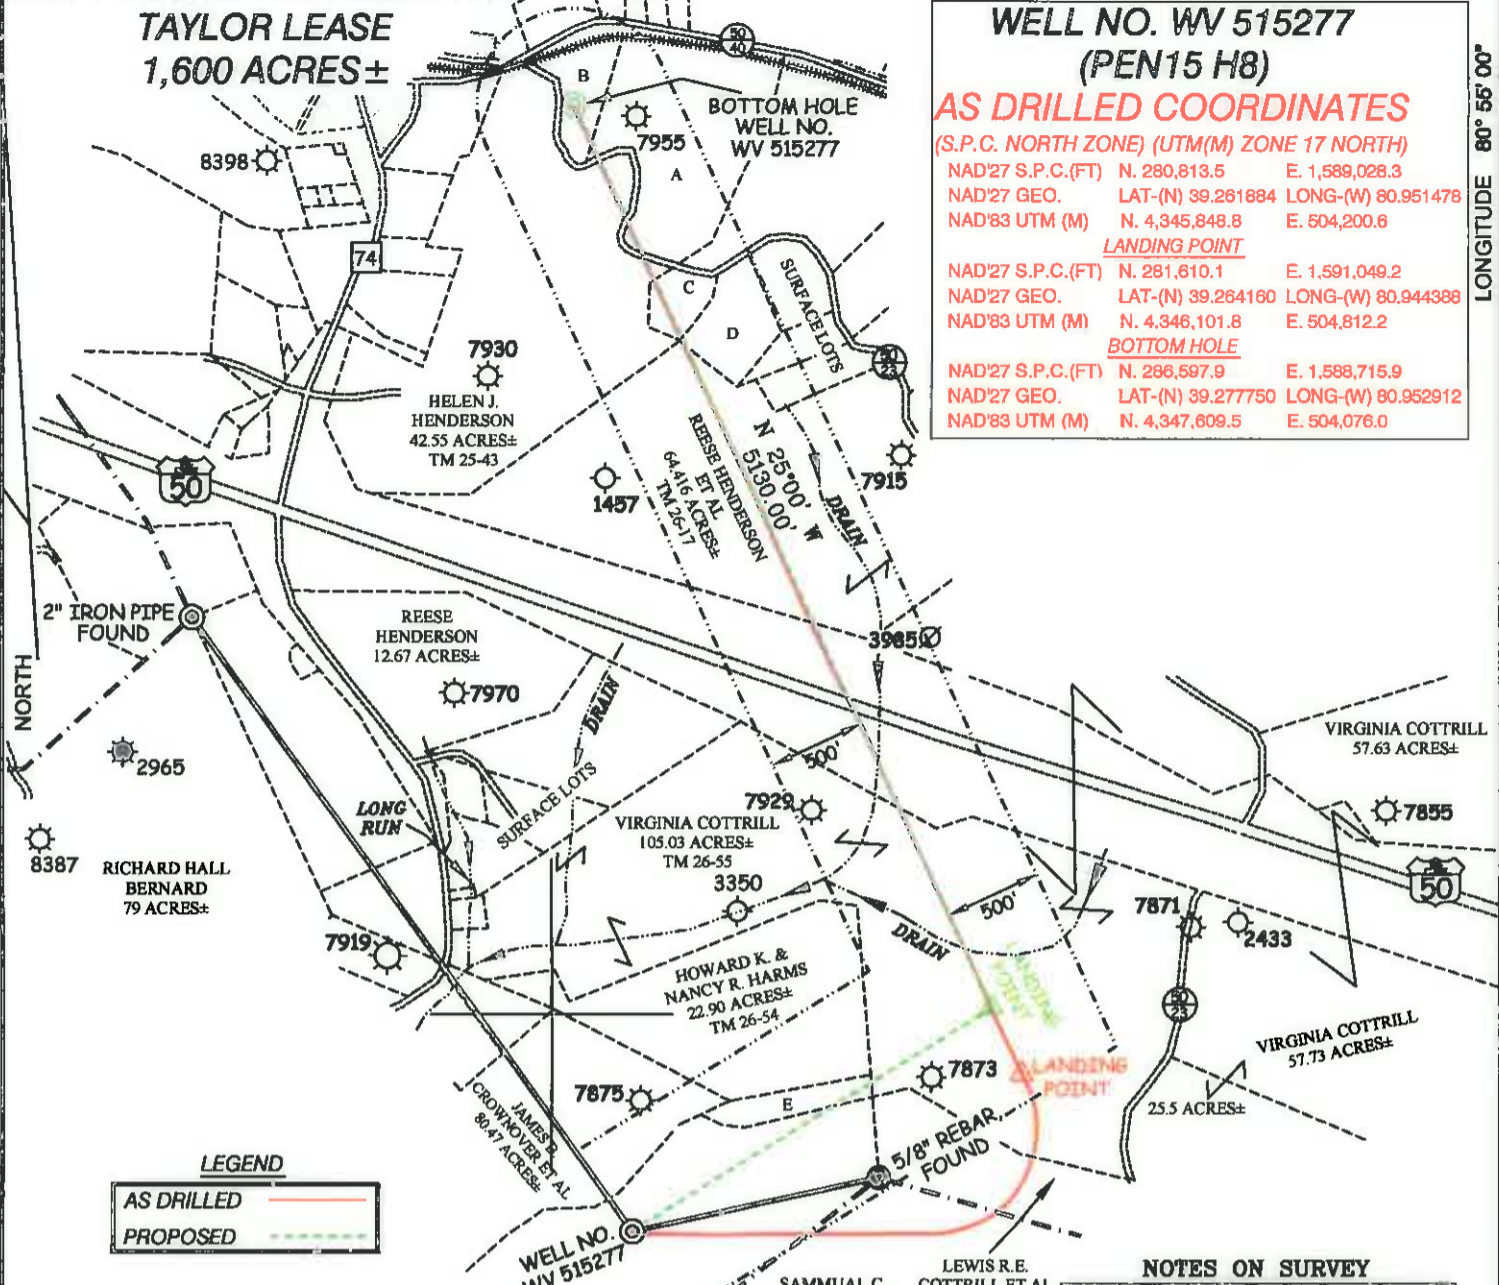 TAYLOR LEASE
1,600 ACRES±
WELL NO. WV 515277
(PEN15 H8)
AS DRILLED COORDINATES
(S.P.C. NORTH ZONE) (UTM(M) ZONE 17 NORTH)
NAD'27 S.P.C.(FT) N. 280,813.5 E. 1,589,028.3
NAD'27 GEO. LAT-(N) 39.261884 LONG-(W) 80.951478
NAD'83 UTM (M) N. 4,345,848.8 E. 504,200.6
LANDING POINT
NAD'27 S.P.C.(FT) N. 281,610.1 E. 1,591,049.2
NAD'27 GEO. LAT-(N) 39.264160 LONG-(W) 80.944388
NAD'83 UTM (M) N. 4,346,101.8 E. 504,812.2
BOTTOM HOLE
NAD'27 S.P.C.(FT) N. 286,597.9 E. 1,588,715.9
NAD'27 GEO. LAT-(N) 39.277750 LONG-(W) 80.952912
NAD'83 UTM (M) N. 4,347,609.5 E. 504,076.0
LONGITUDE 80° 55' 00"
50
40
B
BOTTOM HOLE
WELL NO.
WV 515277
7955
8398
A
74
C
D
SURFACE LOTS
50
23
7930
HELEN J.
HENDERSON
42.55 ACRES±
TM 25-43
REESE HENDERSON
ET AL
64.416 ACRES±
TM 26-17
N 25°00' W
5130.00'
7915
50
1457
DRAIN
2" IRON PIPE
FOUND
REESE
HENDERSON
12.67 ACRES±
3985
NORTH
7970
DRAIN
VIRGINIA COTTRILL
57.63 ACRES±
2965
500'
LONG
RUN
SURFACE LOTS
7929
VIRGINIA COTTRILL
105.03 ACRES±
TM 26-55
7855
8387
RICHARD HALL
BERNARD
79 ACRES±
3350
50
500'
7871
2433
7919
DRAIN
HOWARD K. &
NANCY R. HARMS
22.90 ACRES±
TM 26-54
LANDING
POINT
50
23
VIRGINIA COTTRILL
57.73 ACRES±
7873
LANDING
POINT
7875
E
25.5 ACRES±
JAMES B.
CROWNOVER ET AL
80.47 ACRES±
5/8" REBAR
FOUND
LEGEND
AS DRILLED
PROPOSED
WELL NO.
WV 515277
SAMMUAL C.
LEWIS R.E.
COTTRILL ET AL
NOTES ON SURVEY